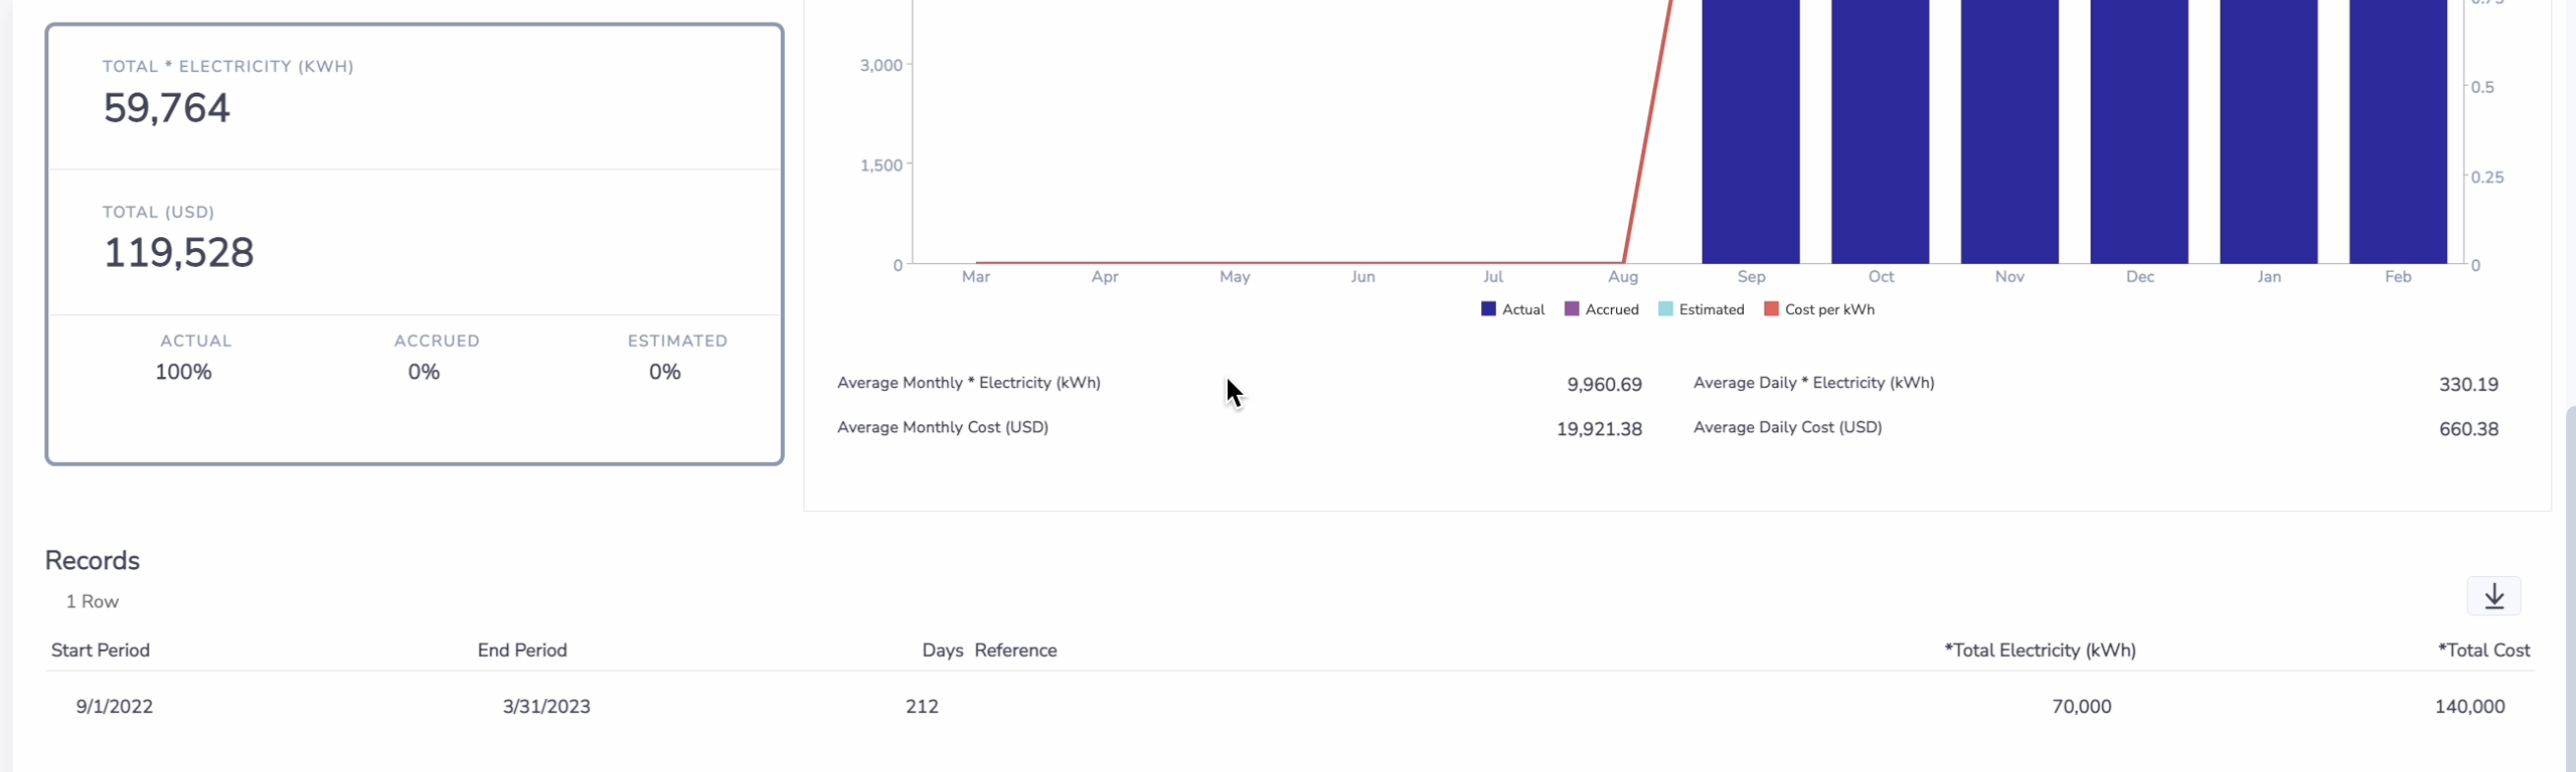 TOTAL * ELECTRICITY (KWH)
59,764
TOTAL (USD)
119,528
ACTUAL ACCRUED ESTIMATED
100% 0% 0%
3,000
1,500
0
0.75
0.5
0.25
0
Mar Apr May Jun Jul Aug Sep Oct Nov Dec Jan Feb
Actual Accrued Estimated Cost per kWh
Average Monthly * Electricity (kWh) 9,960.69 Average Daily * Electricity (kWh) 330.19
Average Monthly Cost (USD) 19,921.38 Average Daily Cost (USD) 660.38
Records
1 Row
Start Period End Period Days Reference *Total Electricity (kWh) *Total Cost
9/1/2022 3/31/2023 212 70,000 140,000